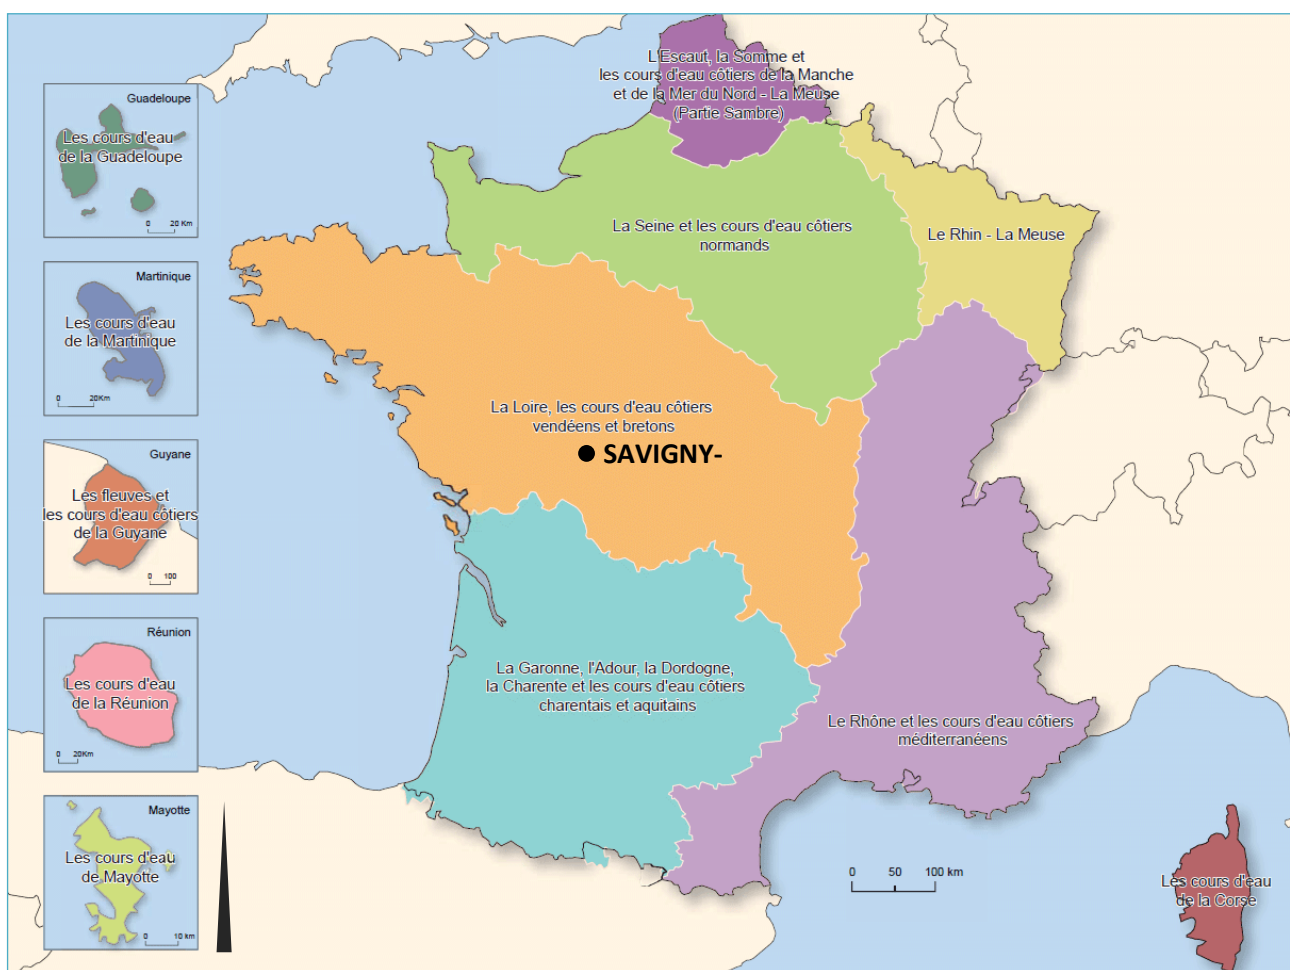 Guadeloupe
Les cours d'eau
de la Guadeloupe
0 20 Km
Martinique
Les cours d'eau
de la Martinique
0 20Km
Guyane
Les fleuves et
les cours d'eau côtiers
de la Guyane
0 100
Réunion
Les cours d'eau
de la Réunion
0 20Km
Mayotte
Les cours d'eau
de Mayotte
0 10 km
L'Escaut, la Somme et
les cours d'eau côtiers de la Manche
et de la Mer du Nord - La Meuse
(Partie Sambre)
La Seine et les cours d'eau côtiers
normands
Le Rhin - La Meuse
La Loire, les cours d'eau côtiers
vendéens et bretons
SAVIGNY-
La Garonne, l'Adour, la Dordogne,
la Charente et les cours d'eau côtiers
charentais et aquitains
Le Rhône et les cours d'eau côtiers
méditerranéens
0 50 100 km
Les cours d'eau
de la Corse